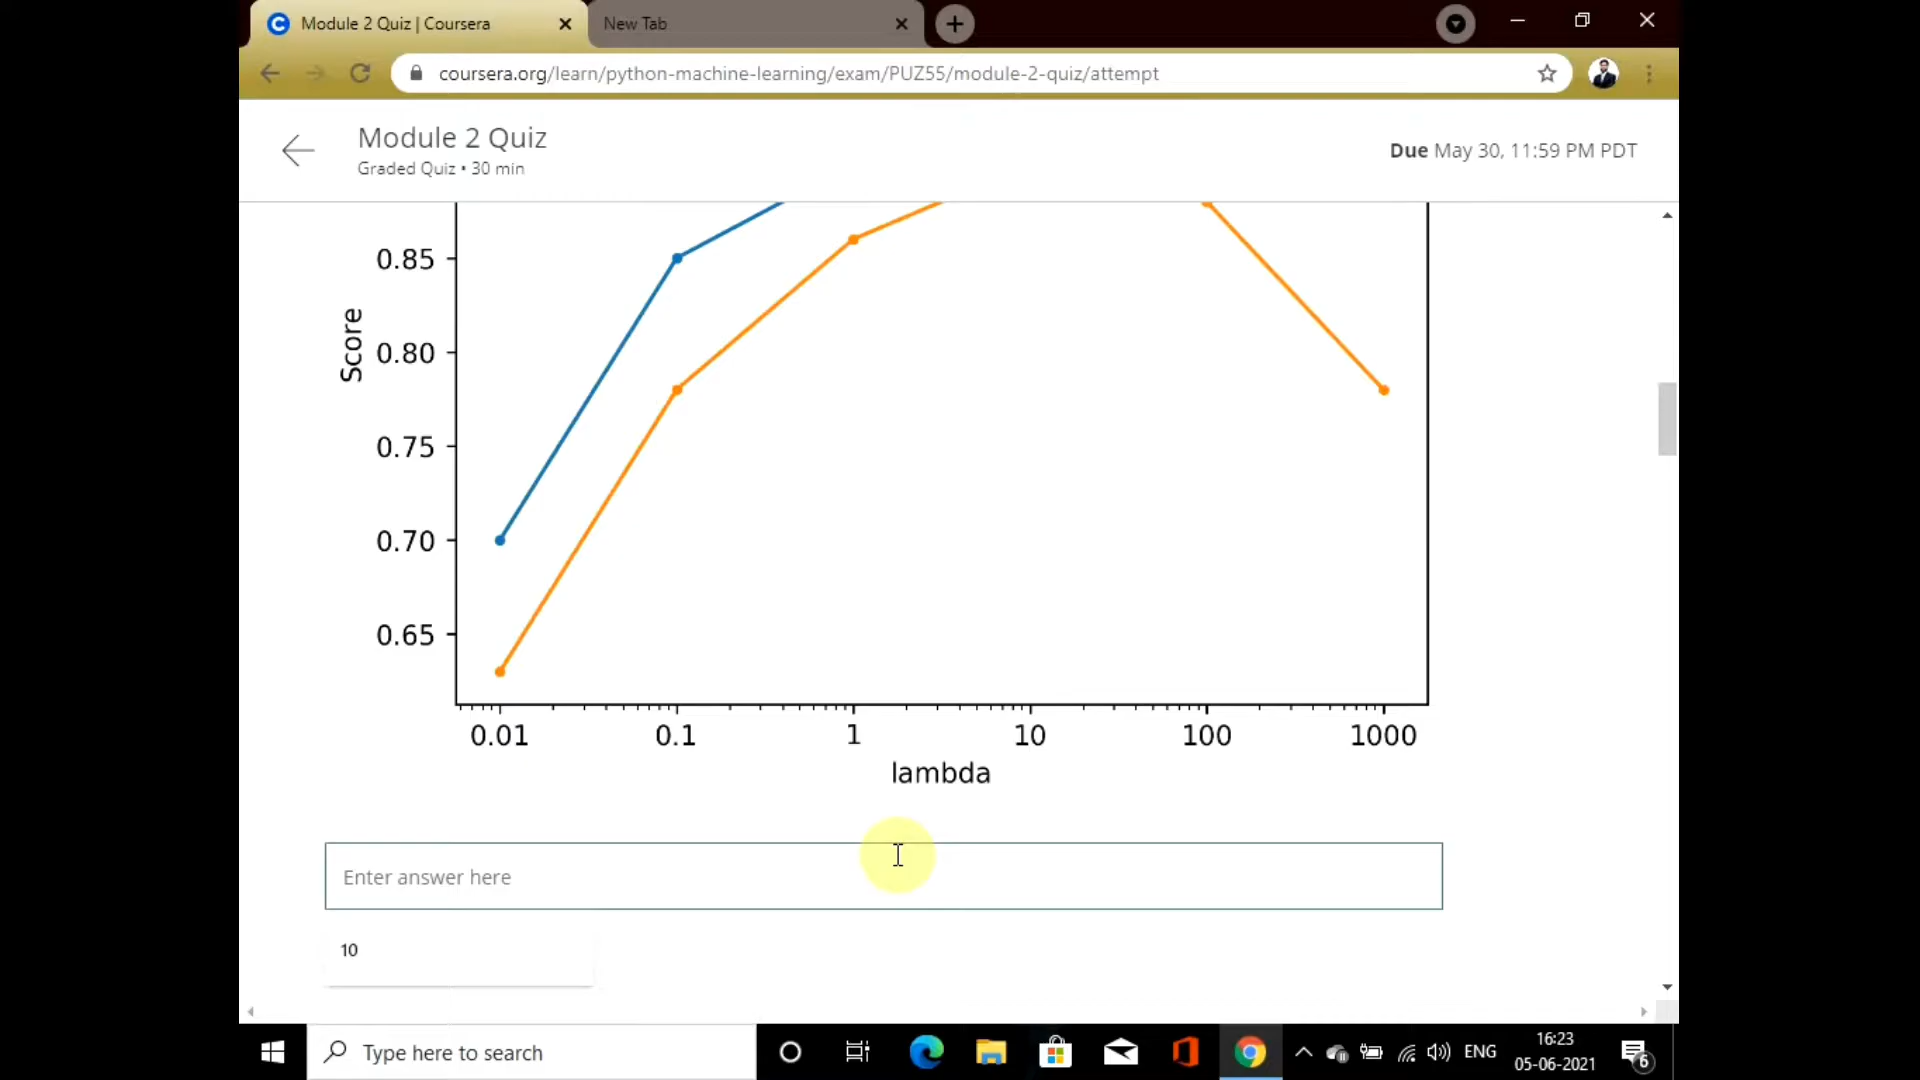 Module 2 Quiz | Coursera
New Tab
coursera.org/learn/python-machine-learning/exam/PUZ55/module-2-quiz/attempt
Module 2 Quiz
Graded Quiz • 30 min
Due May 30, 11:59 PM PDT
0.85
0.80
0.75
0.70
0.65
Score
0.01 0.1 1 10 100 1000
lambda
Enter answer here
10
Type here to search
ENG
16:23
05-06-2021
6